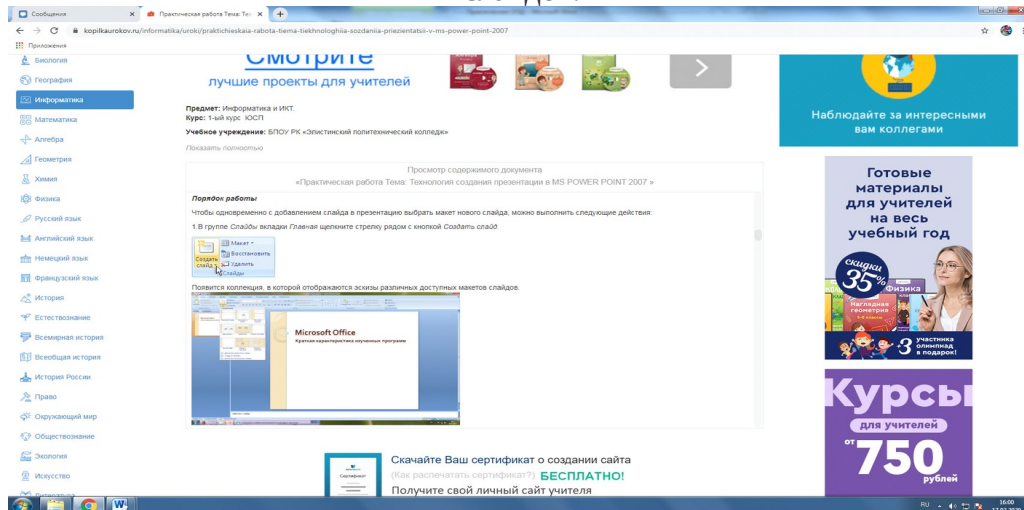 Сообщения
Практическая работа Тема: Тех
kopilkaurokov.ru/informatika/uroki/praktichieskaia-rabota-tiema-tiekhnologhiia-sozdaniia-priezientatsii-v-ms-power-point-2007
Приложения
Биология
География
Информатика
Математика
Алгебра
Геометрия
Химия
Физика
Русский язык
Английский язык
Немецкий язык
Французский язык
История
Естествознание
Всемирная история
Всеобщая история
История России
Право
Окружающий мир
Обществознание
Экология
Искусство
Литература
Смотрите
лучшие проекты для учителей
Предмет: Информатика и ИКТ.
Курс: 1-ый курс ЮСП
Учебное учреждение: БПОУ РК «Элистинский политехнический колледж»
Показать полностью
Просмотр содержимого документа
«Практическая работа Тема: Технология создания презентации в MS POWER POINT 2007 »
Порядок работы
Чтобы одновременно с добавлением слайда в презентацию выбрать макет нового слайда, можно выполнить следующие действия:
1.В группе Слайды вкладки Главная щелкните стрелку рядом с кнопкой Создать слайд.
Создать слайд
Макет
Восстановить
Удалить
Слайды
Появится коллекция, в которой отображаются эскизы различных доступных макетов слайдов.
Microsoft Office
Краткая характеристика изученных программ
Скачайте Ваш сертификат о создании сайта
(Как распечатать сертификат?) БЕСПЛАТНО!
Получите свой личный сайт учителя
Сертификат
Наблюдайте за интересными
вам коллегами
Готовые
материалы
для учителей
на весь
учебный год
скидки
35%
Физика
Наглядная
геометрия
+3 участника
олимпиад
в подарок!
Курсы
для учителей
от
750
рублей
RU
16:00